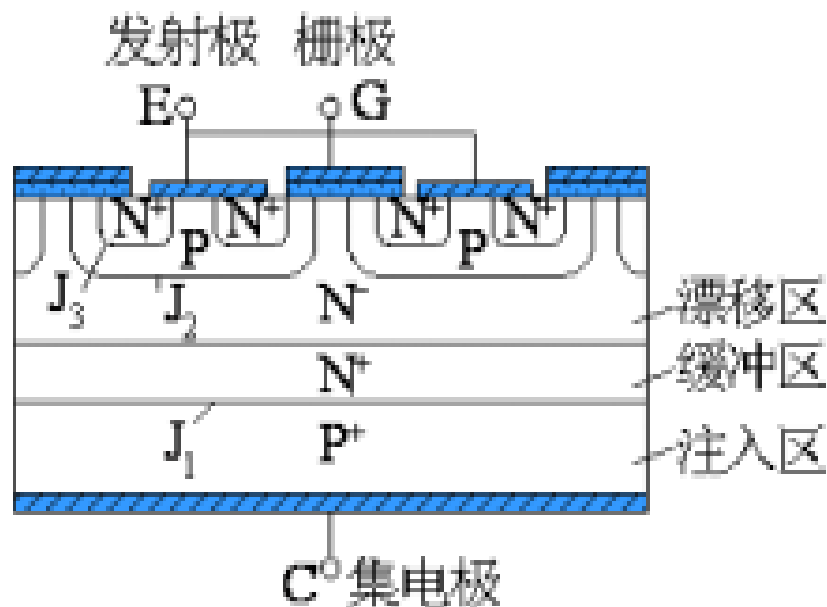 发射极 栅极
E G
N+ N+ N+ N+
P P
J3 J2 N- 漂移区
N+ 缓冲区
J1 P+ 注入区
C 集电极